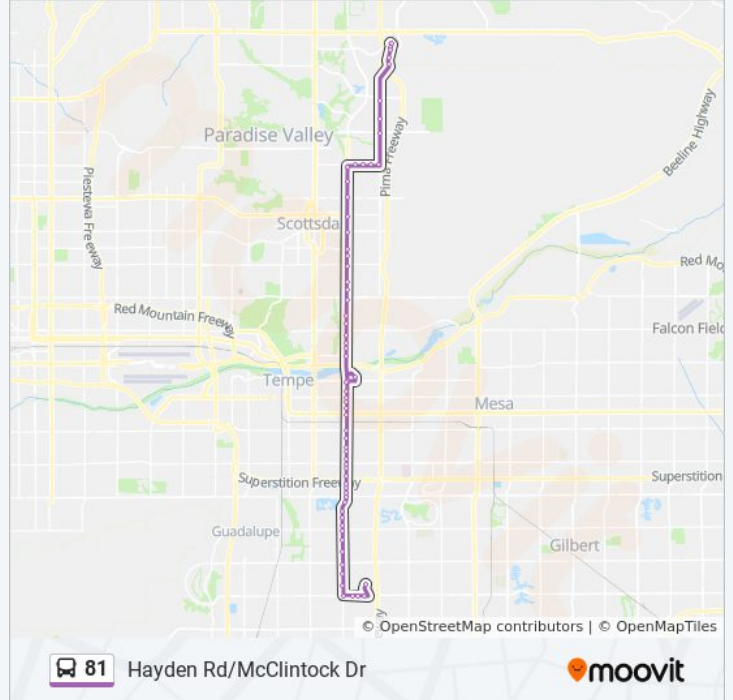 Paradise Valley
Pima Freeway
Beeline Highway
Piestewa Freeway
Scottsda
Red Mo
Red Mountain Freeway
Falcon Field
Tempe
Mesa
Superstition Freeway
Superstition
Guadalupe
Gilbert
© OpenStreetMap contributors | © OpenMapTiles
81 Hayden Rd/McClintock Dr
moovit